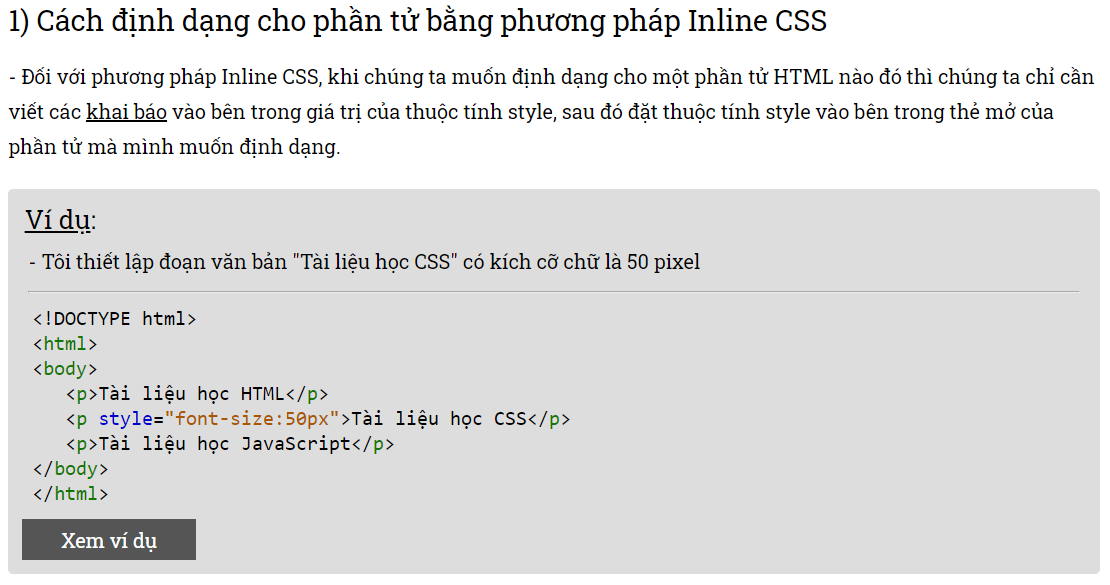 1) Cách định dạng cho phần tử bằng phương pháp Inline CSS
- Đối với phương pháp Inline CSS, khi chúng ta muốn định dạng cho một phần tử HTML nào đó thì chúng ta chỉ cần
viết các khai báo vào bên trong giá trị của thuộc tính style, sau đó đặt thuộc tính style vào bên trong thẻ mở của
phần tử mà mình muốn định dạng.
Ví dụ:
- Tôi thiết lập đoạn văn bản "Tài liệu học CSS" có kích cỡ chữ là 50 pixel
<!DOCTYPE html>
<html>
<body>
<p>Tài liệu học HTML</p>
<p style="font-size:50px">Tài liệu học CSS</p>
<p>Tài liệu học JavaScript</p>
</body>
</html>
Xem ví dụ